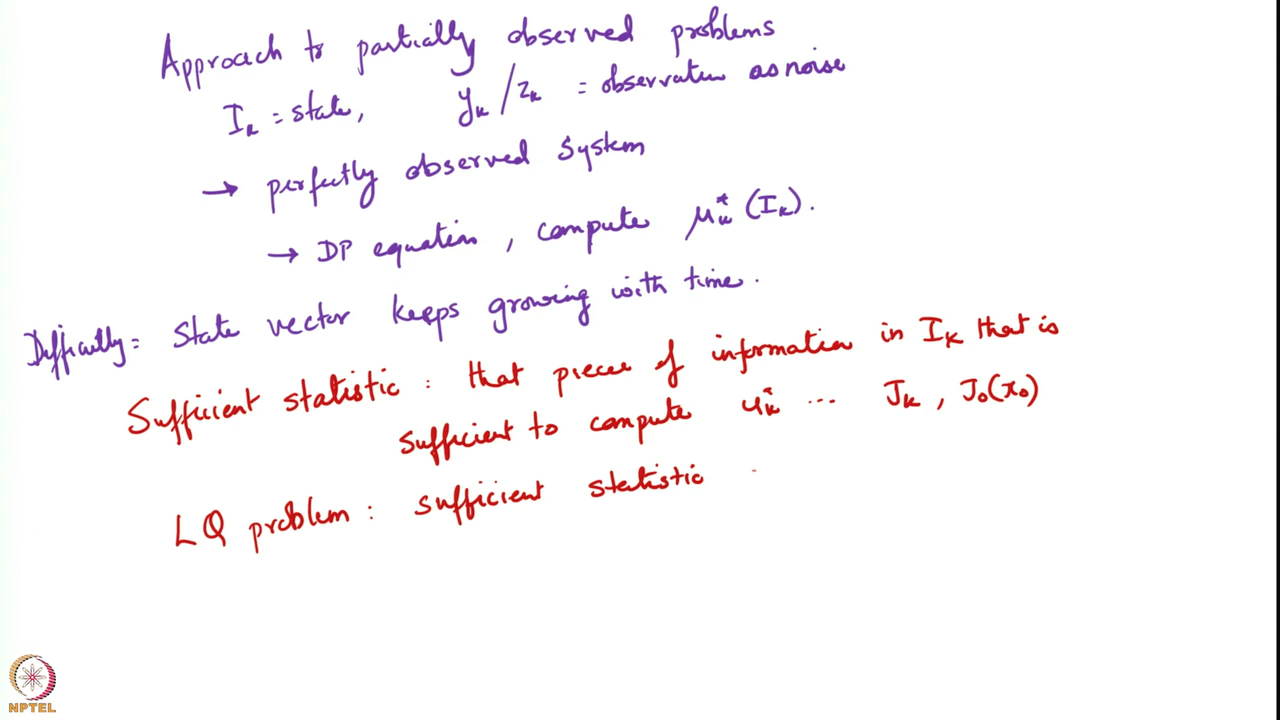 Approach to partially observed problems
I_k = state, y_k / z_k = observation as noise
→ perfectly observed system
→ DP equation, compute μ_k^* (I_k).
Difficulty: State vector keeps growing with time.
Sufficient statistic : that piece of information in I_k that is
sufficient to compute u_k^* ... J_k, J_0(x_0)
LQ problem : sufficient statistic
NPTEL